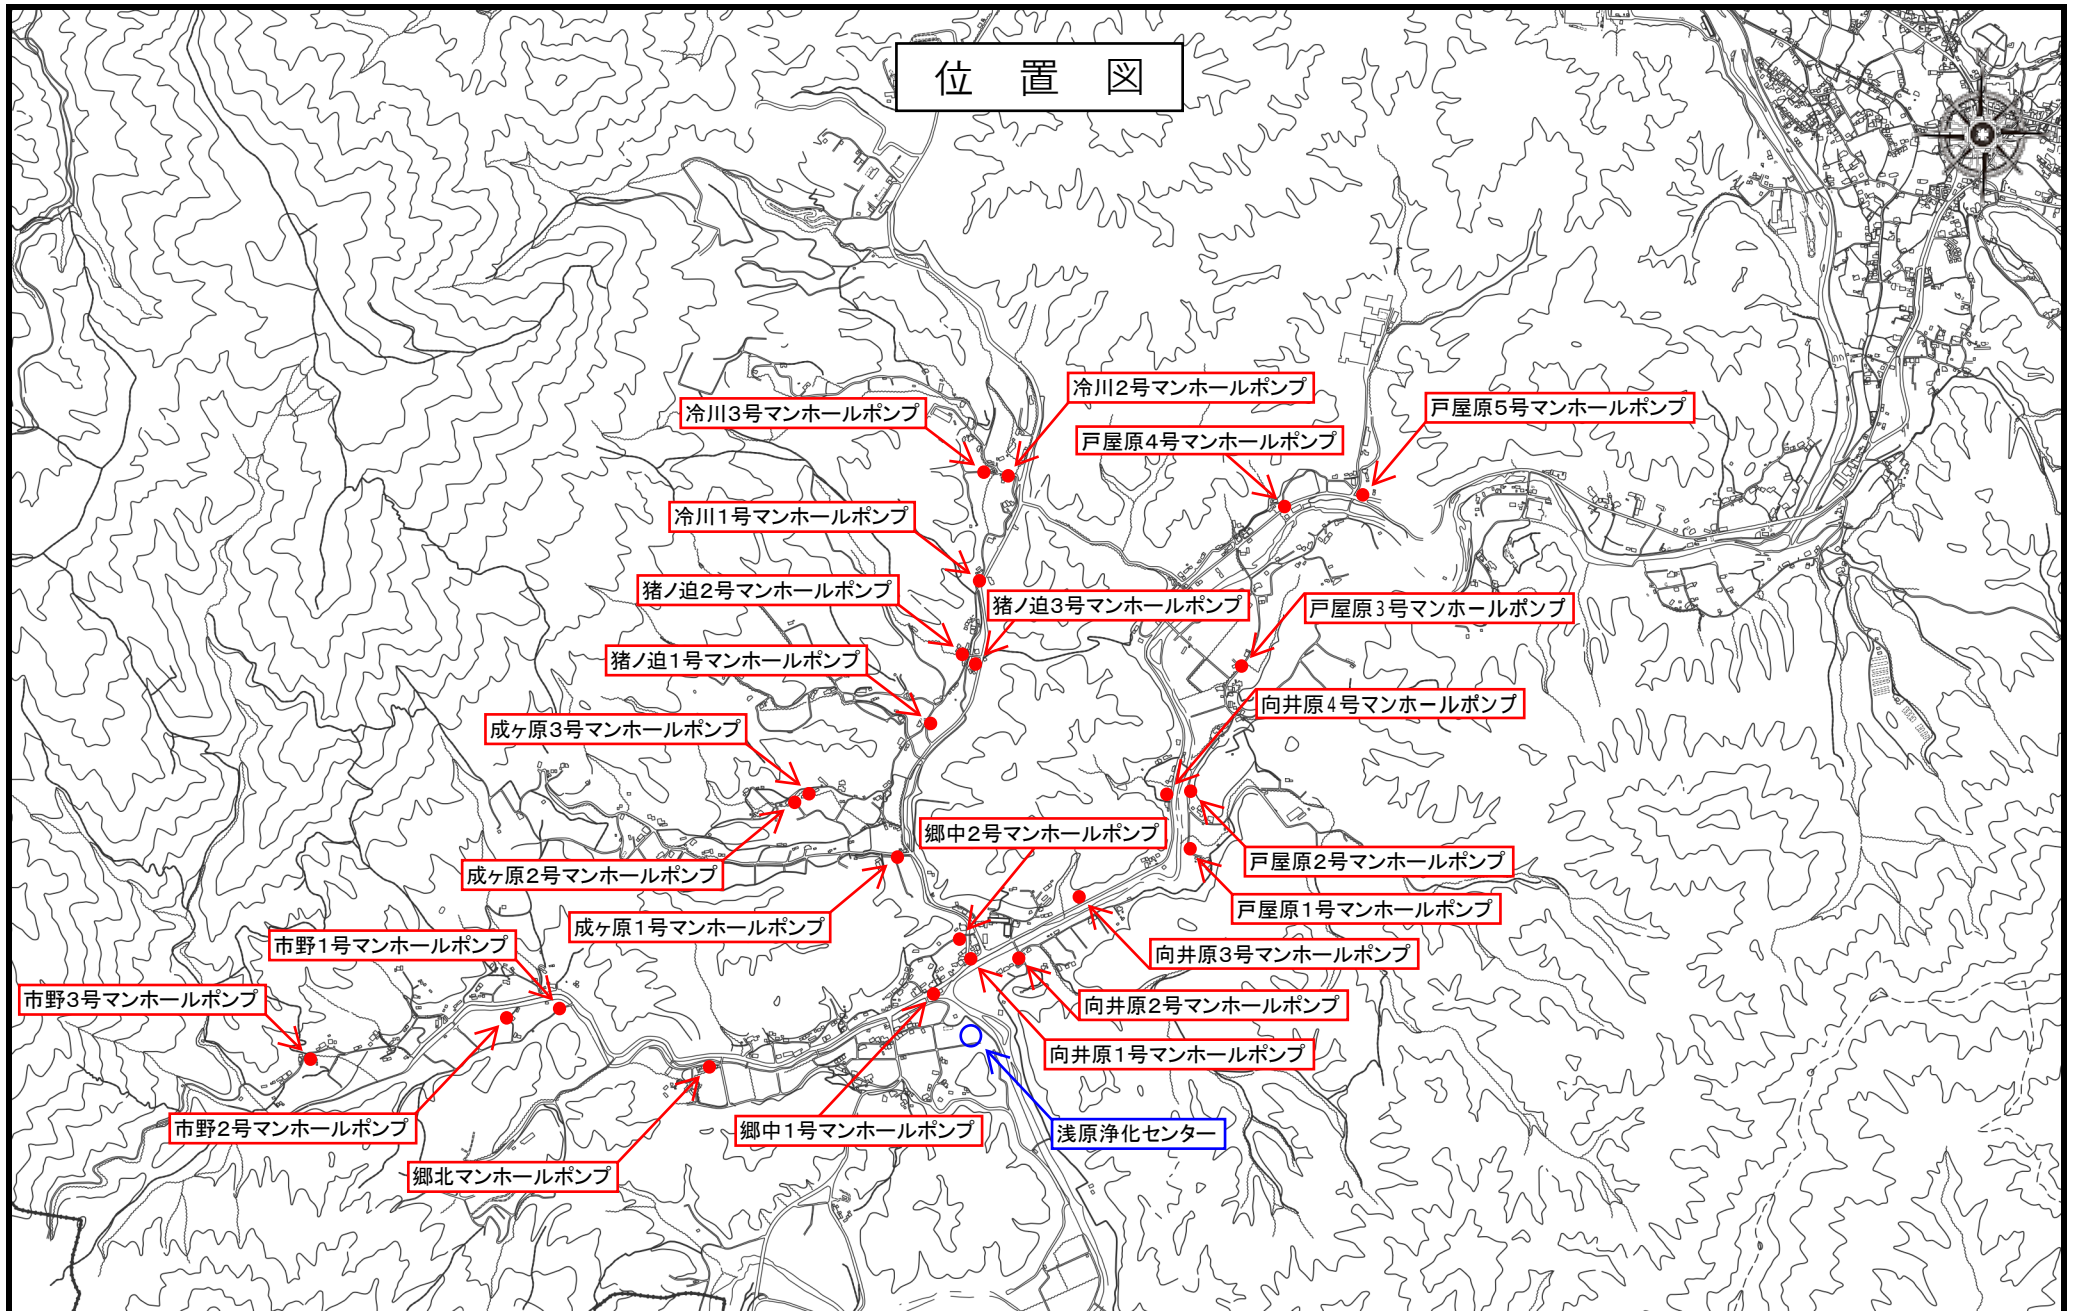 位置図
冷川2号マンホールポンプ
冷川3号マンホールポンプ
戸屋原5号マンホールポンプ
戸屋原4号マンホールポンプ
冷川1号マンホールポンプ
猪ノ迫2号マンホールポンプ
猪ノ迫3号マンホールポンプ
戸屋原3号マンホールポンプ
猪ノ迫1号マンホールポンプ
向井原4号マンホールポンプ
成ヶ原3号マンホールポンプ
郷中2号マンホールポンプ
戸屋原2号マンホールポンプ
成ヶ原2号マンホールポンプ
戸屋原1号マンホールポンプ
成ヶ原1号マンホールポンプ
市野1号マンホールポンプ
向井原3号マンホールポンプ
市野3号マンホールポンプ
向井原2号マンホールポンプ
向井原1号マンホールポンプ
市野2号マンホールポンプ
郷中1号マンホールポンプ
浅原浄化センター
郷北マンホールポンプ